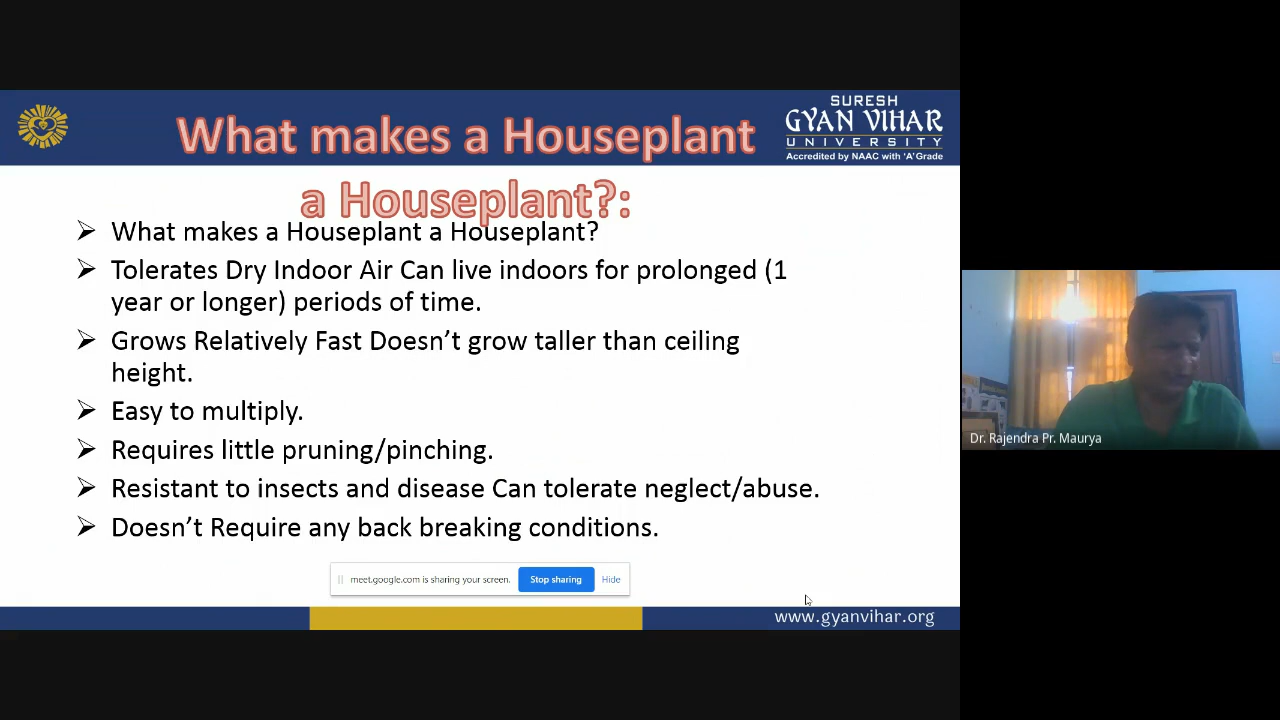 SURESH
GYAN VIHAR
UNIVERSITY
Accredited by NAAC with 'A' Grade
What makes a Houseplant
a Houseplant?:
➢ What makes a Houseplant a Houseplant?
➢ Tolerates Dry Indoor Air Can live indoors for prolonged (1
year or longer) periods of time.
➢ Grows Relatively Fast Doesn’t grow taller than ceiling
height.
➢ Easy to multiply.
➢ Requires little pruning/pinching.
➢ Resistant to insects and disease Can tolerate neglect/abuse.
➢ Doesn’t Require any back breaking conditions.
meet.google.com is sharing your screen. Stop sharing Hide
www.gyanvihar.org
Dr. Rajendra Pr. Maurya